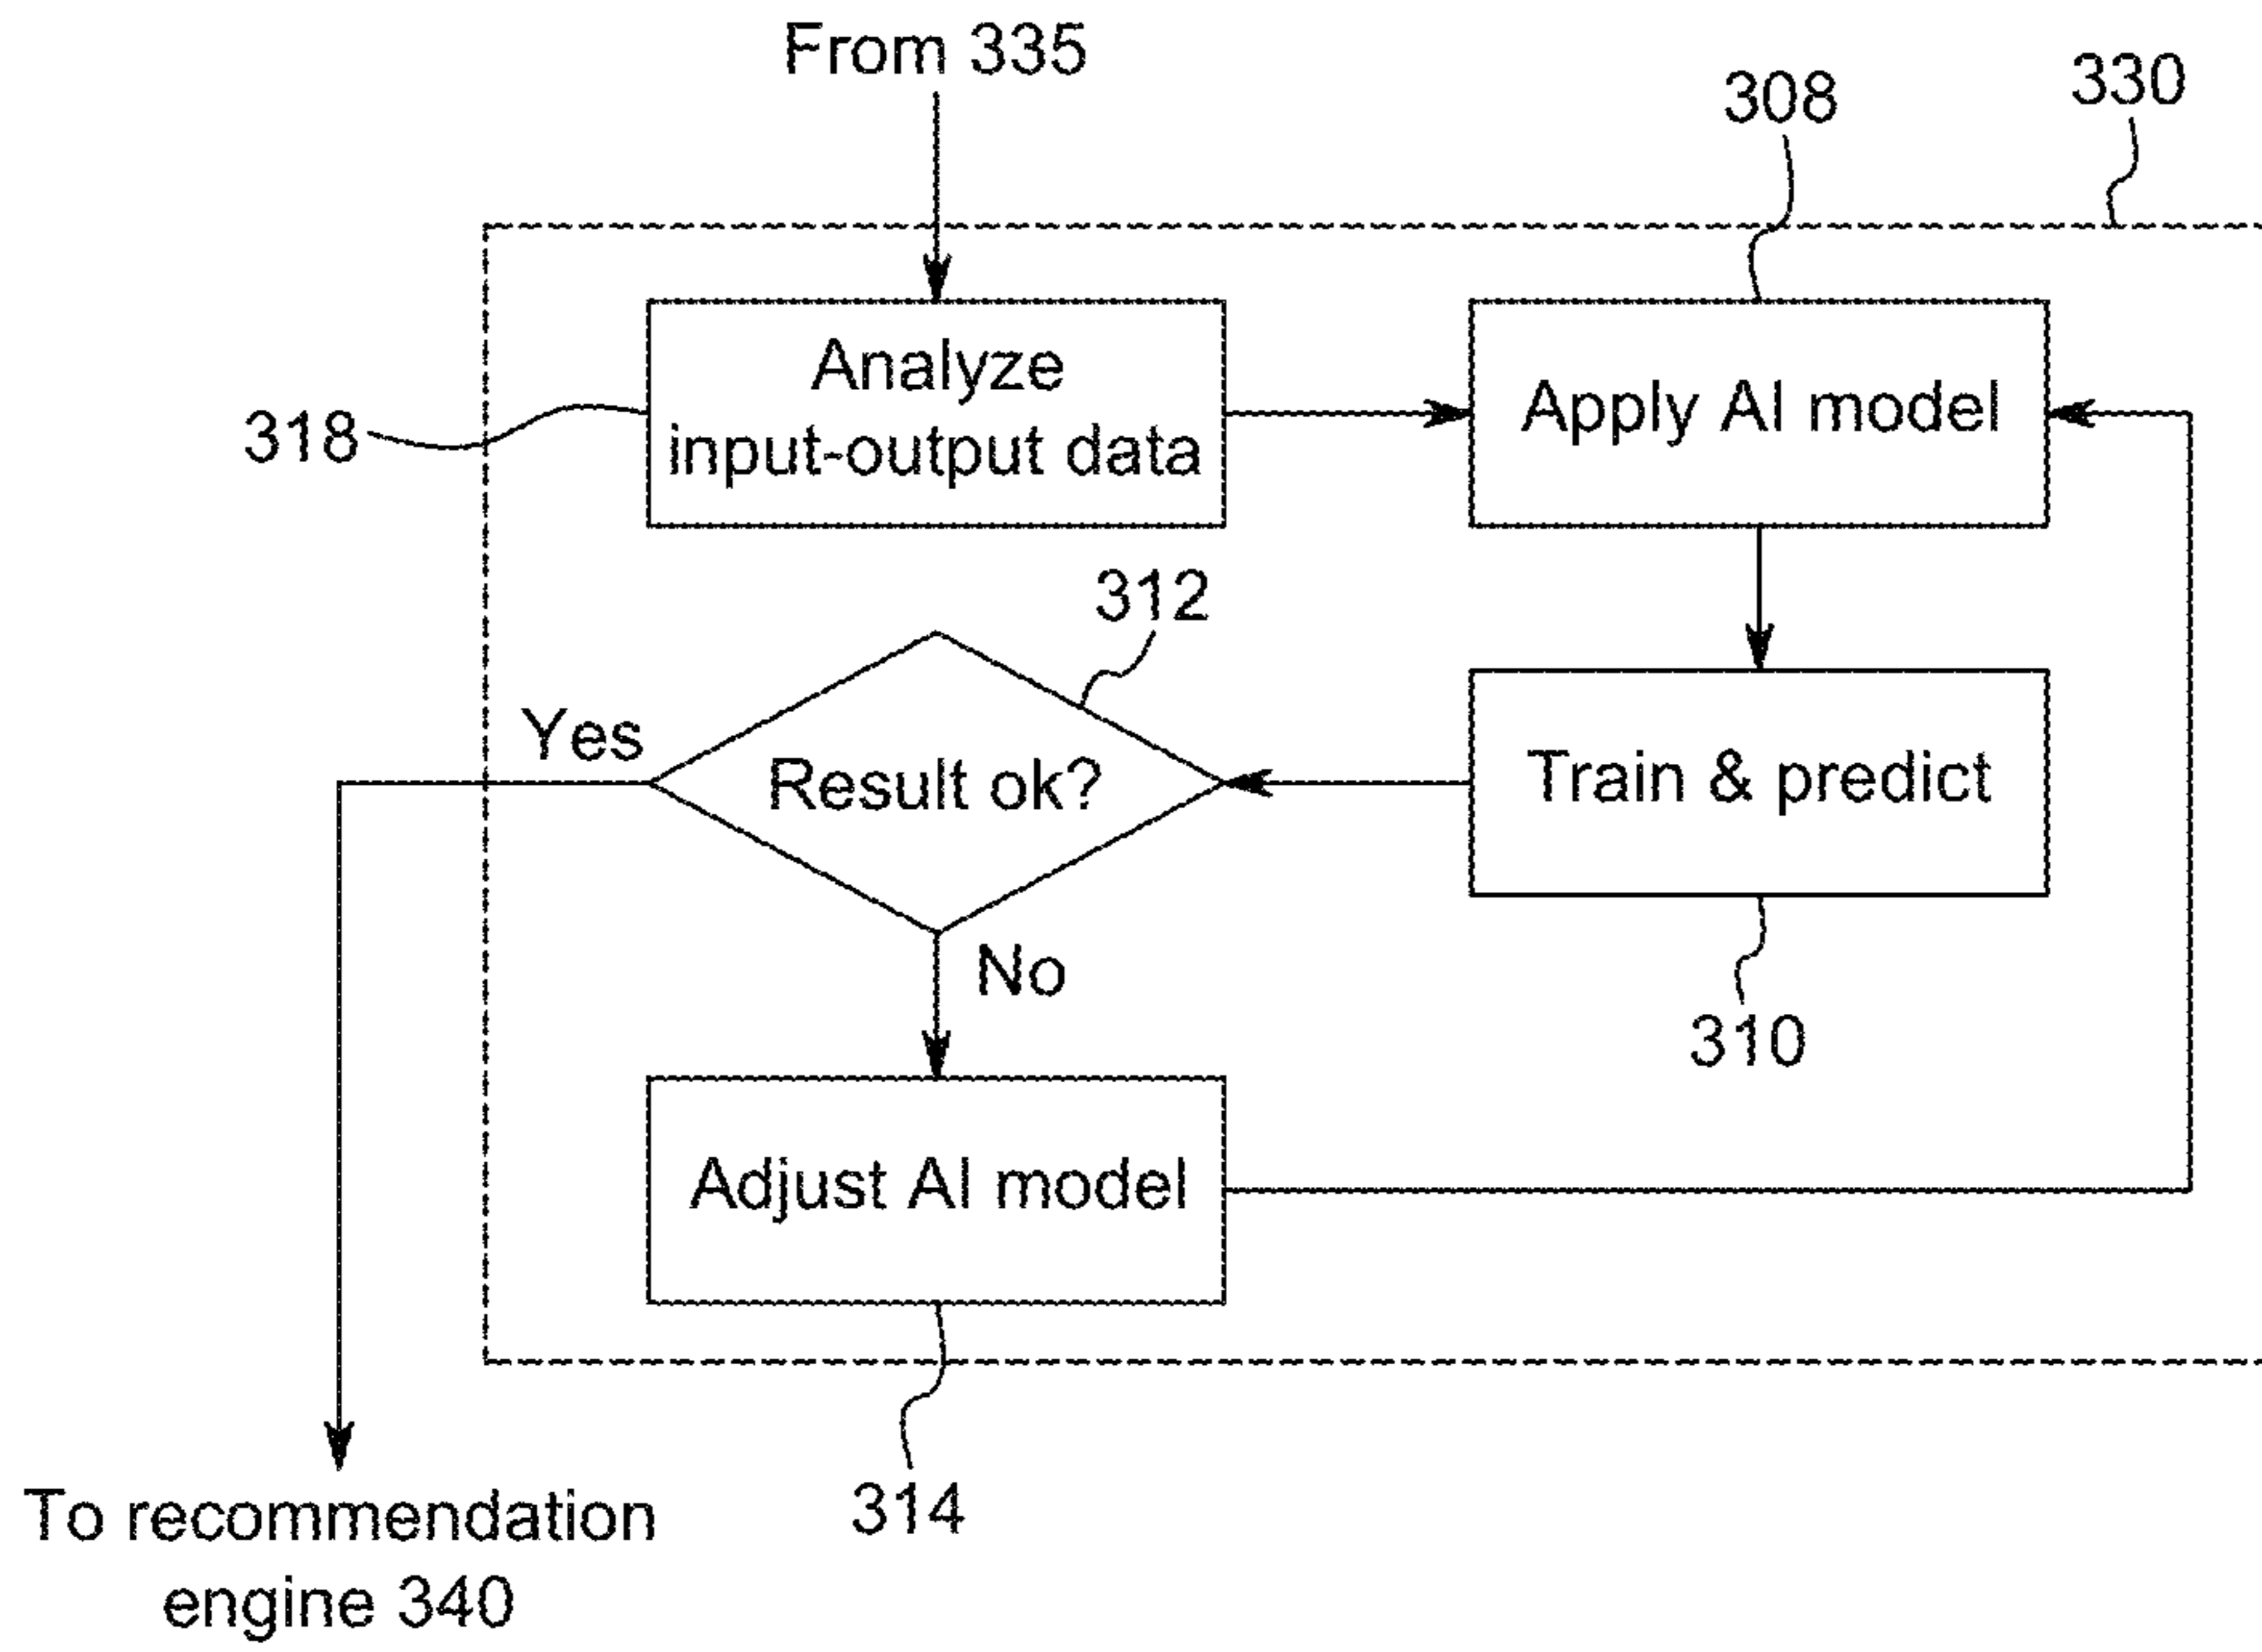 From 335
308
330
Analyze
input-output data
Apply AI model
318
312
Yes
Result ok?
Train & predict
No
310
Adjust AI model
314
To recommendation
engine 340